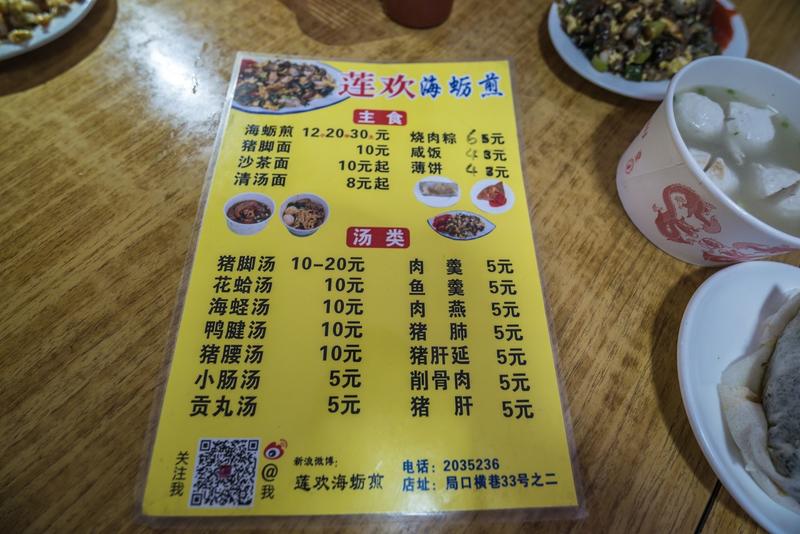 莲欢海蛎煎
主食
海蛎煎 12.20.30.元
猪脚面 10元
沙茶面 10元起
清汤面 8元起
烧肉粽 6 5元
咸饭 4 3元
薄饼 4 3元
汤类
猪脚汤 10-20元
花蛤汤 10元
海蛏汤 10元
鸭腱汤 10元
猪腰汤 10元
小肠汤 5元
贡丸汤 5元
肉羹 5元
鱼羹 5元
肉燕 5元
猪肺 5元
猪肝延 5元
削骨肉 5元
猪肝 5元
关注我
@我
新浪微博:
莲欢海蛎煎
电话: 2035236
店址: 局口横巷33号之二